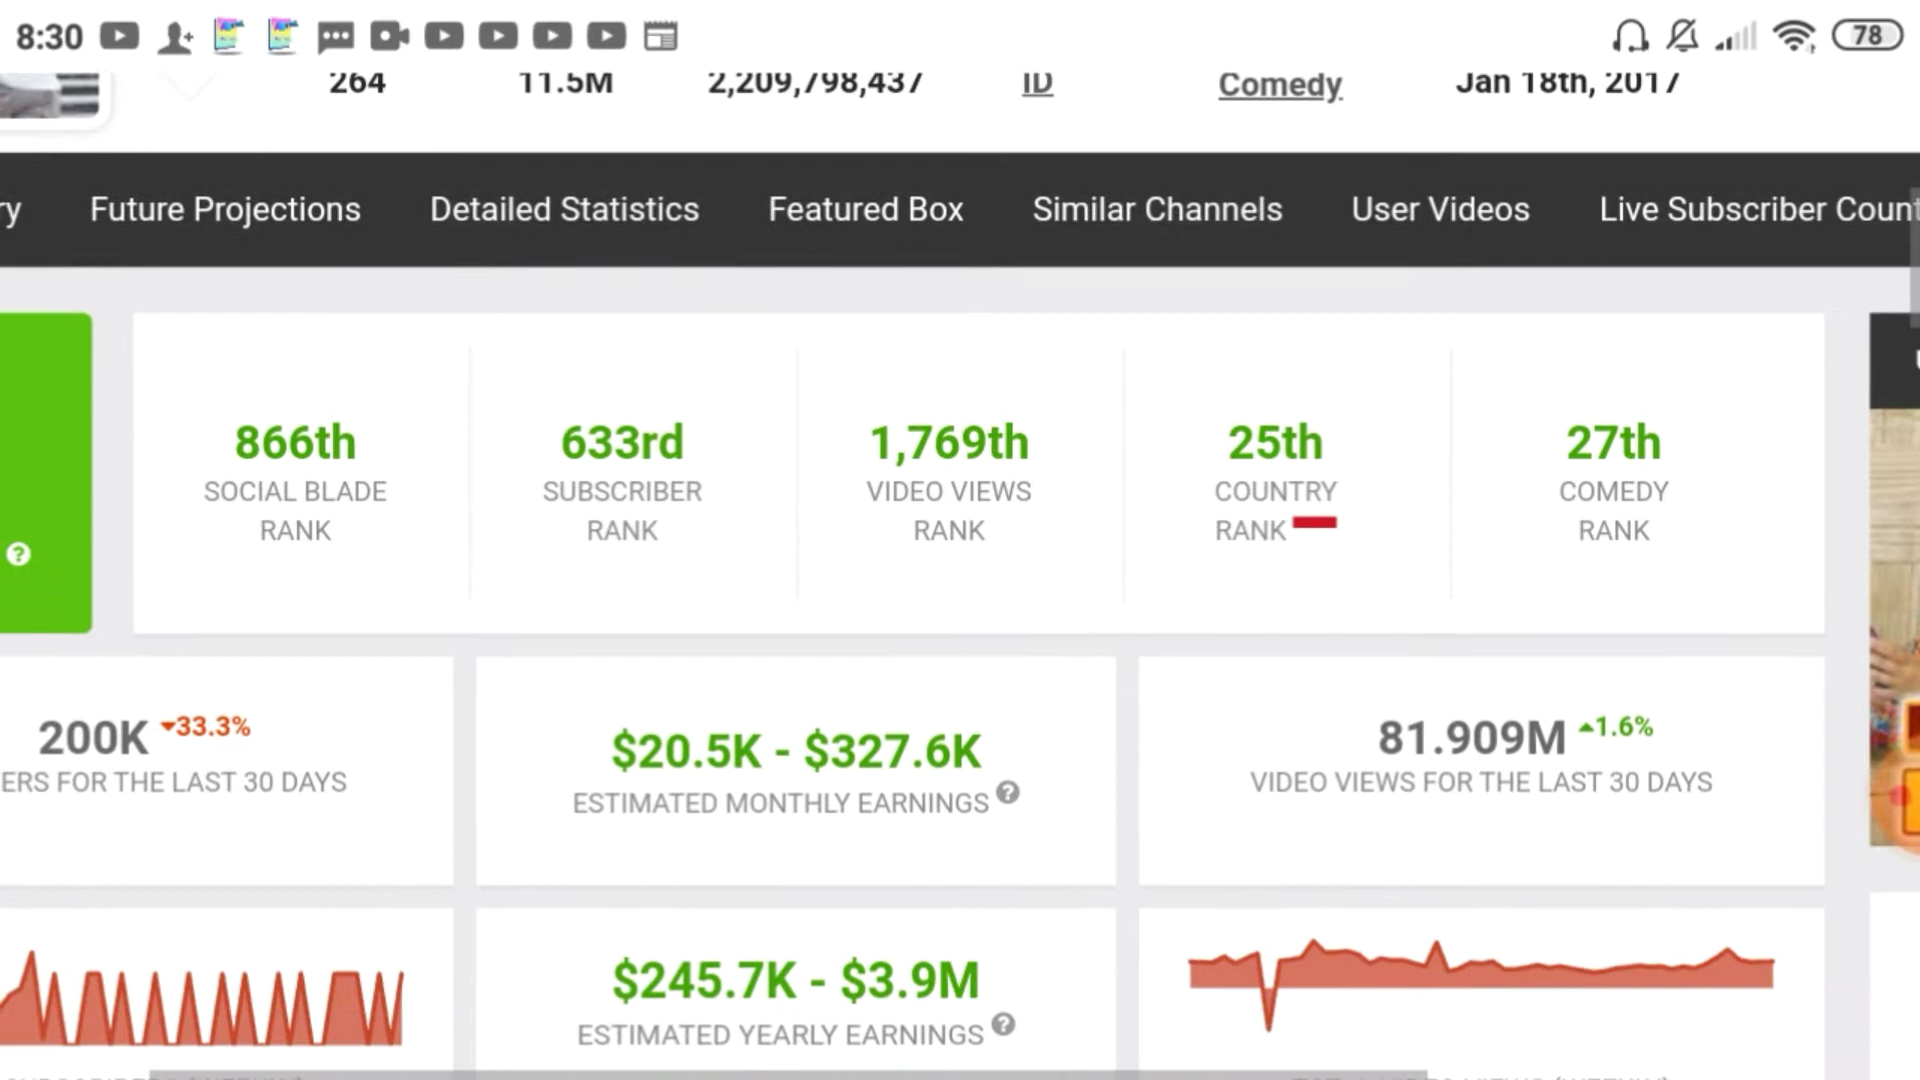 8:30
78
264 11.5M 2,209,798,437 ID Comedy Jan 18th, 2017
ry Future Projections Detailed Statistics Featured Box Similar Channels User Videos Live Subscriber Count
866th 633rd 1,769th 25th 27th
SOCIAL BLADE SUBSCRIBER VIDEO VIEWS COUNTRY COMEDY
RANK RANK RANK RANK RANK
200K 33.3%
ERS FOR THE LAST 30 DAYS
$20.5K - $327.6K
ESTIMATED MONTHLY EARNINGS
81.909M 1.6%
VIDEO VIEWS FOR THE LAST 30 DAYS
$245.7K - $3.9M
ESTIMATED YEARLY EARNINGS